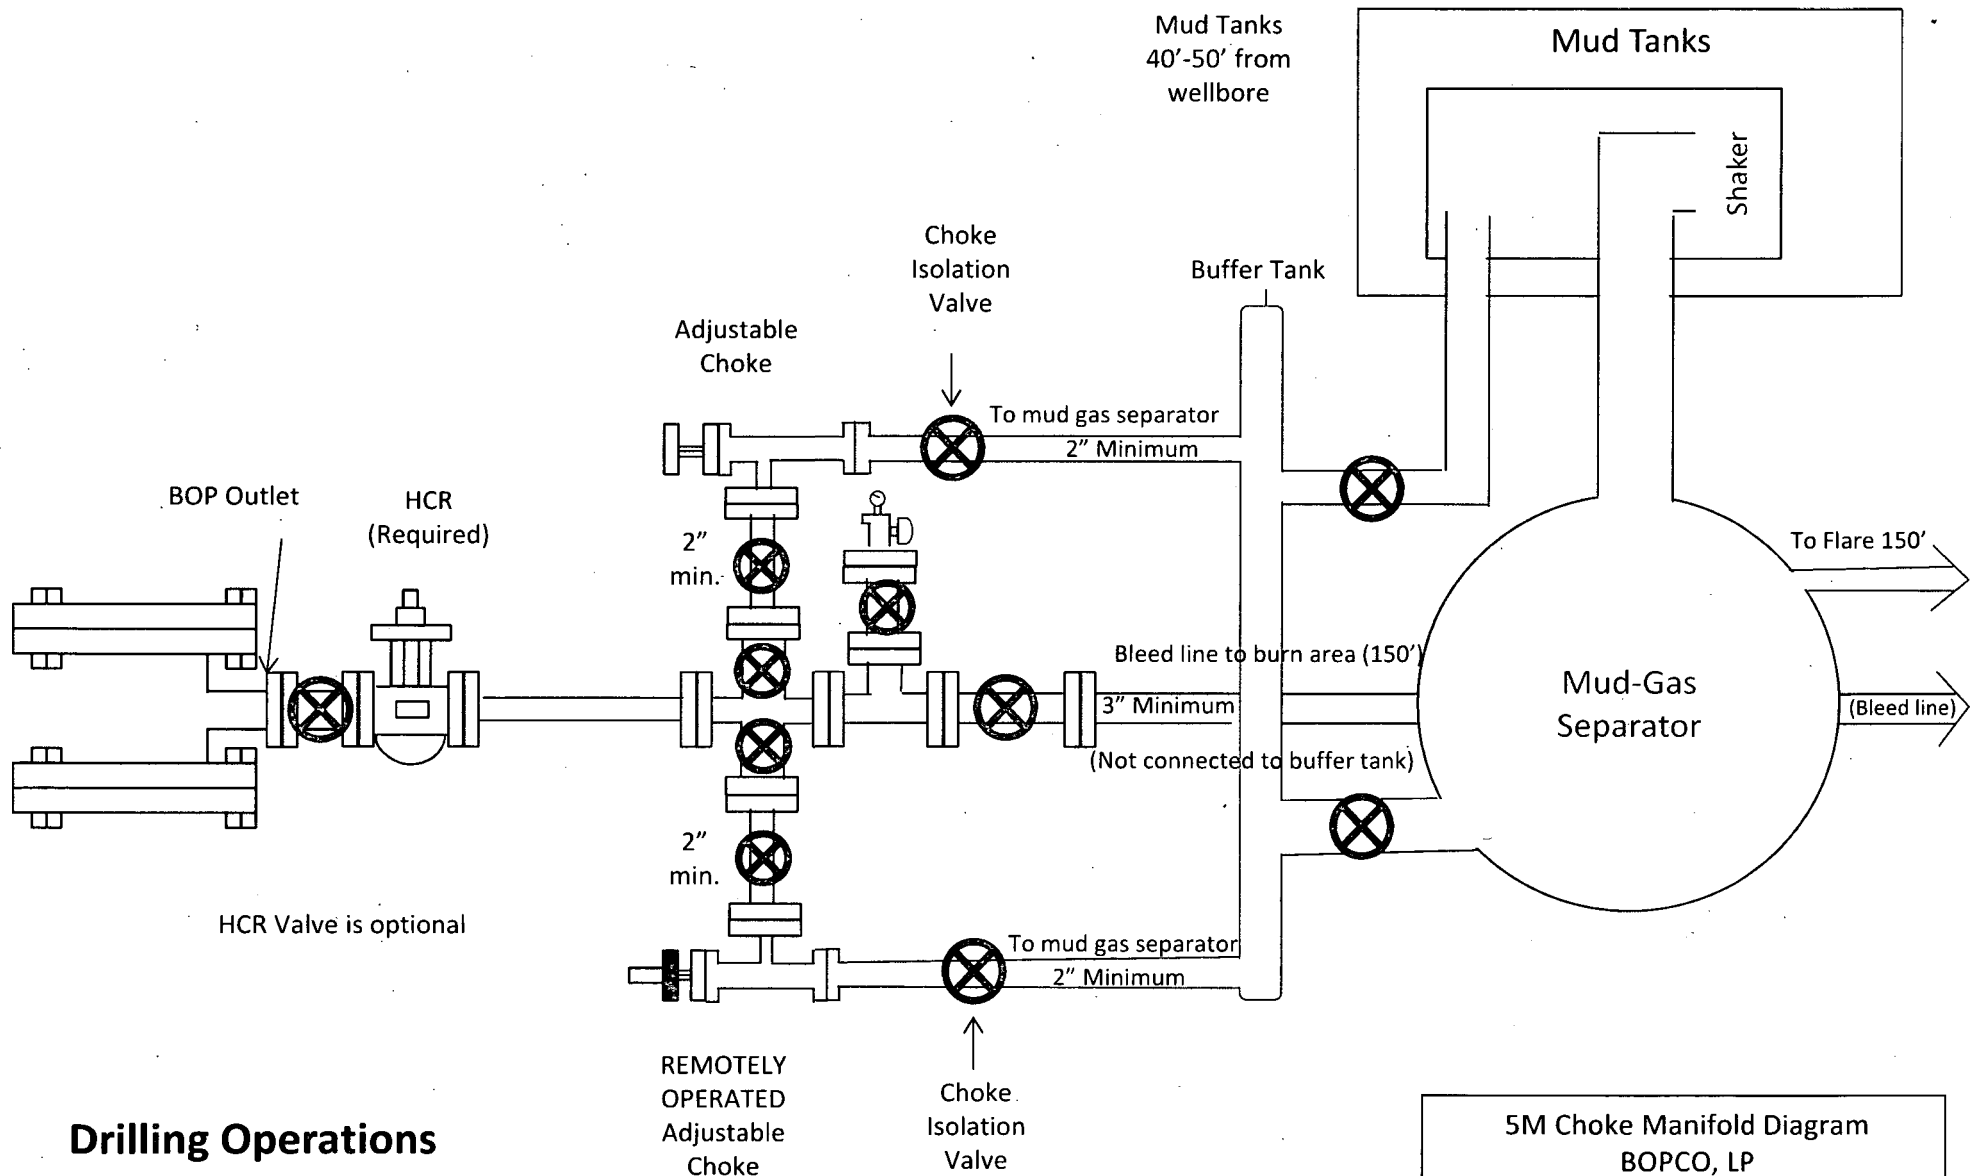 Mud Tanks
40'-50' from
wellbore
Mud Tanks
Shaker
Choke
Isolation
Valve
Buffer Tank
Adjustable
Choke
To mud gas separator
2" Minimum
BOP Outlet
HCR
(Required)
2"
min.
To Flare 150'
Bleed line to burn area (150')
3" Minimum
(Not connected to buffer tank)
Mud-Gas
Separator
(Bleed line)
2"
min.
HCR Valve is optional
To mud gas separator
2" Minimum
REMOTELY
OPERATED
Adjustable
Choke
Choke
Isolation
Valve
Drilling Operations
5M Choke Manifold Diagram
BOPCO, LP